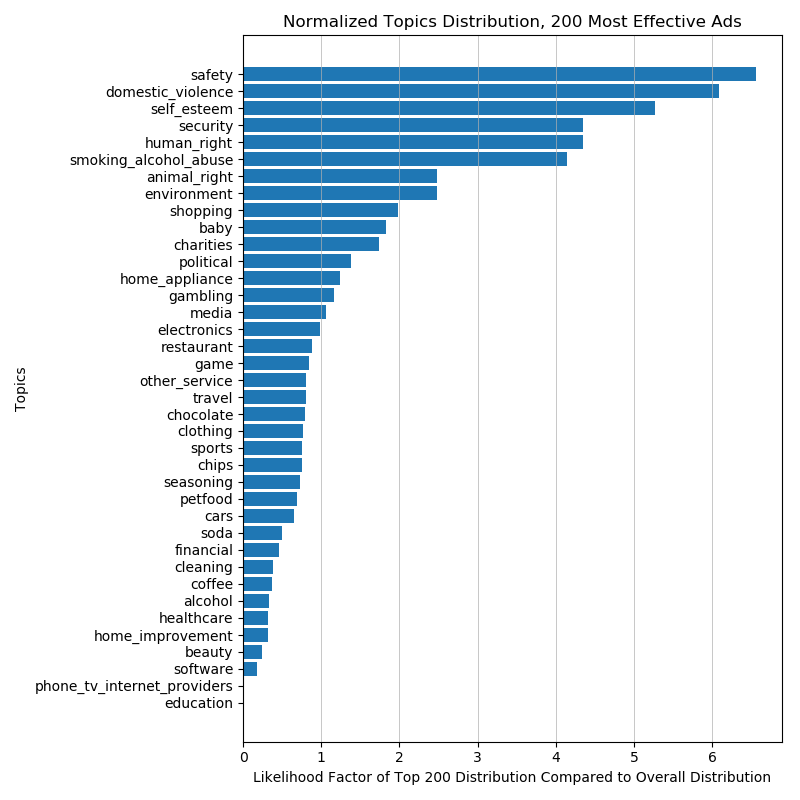 Normalized Topics Distribution, 200 Most Effective Ads
safety
domestic_violence
self_esteem
security
human_right
smoking_alcohol_abuse
animal_right
environment
shopping
baby
charities
political
home_appliance
gambling
media
electronics
restaurant
game
other_service
travel
chocolate
clothing
sports
chips
seasoning
petfood
cars
soda
financial
cleaning
coffee
alcohol
healthcare
home_improvement
beauty
software
phone_tv_internet_providers
education
Topics
0 1 2 3 4 5 6
Likelihood Factor of Top 200 Distribution Compared to Overall Distribution